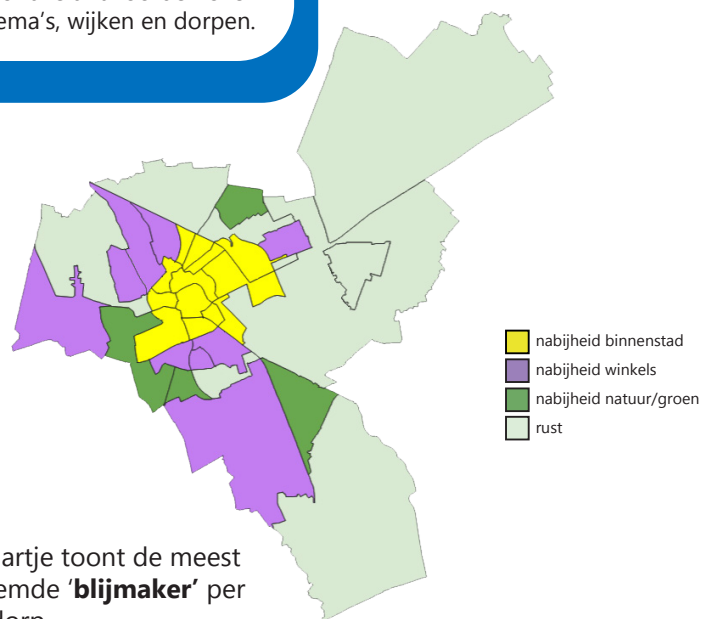 ema's, wijken en dorpen.
nabijheid binnenstad
nabijheid winkels
nabijheid natuur/groen
rust
artje toont de meest
emde 'blijmaker' per